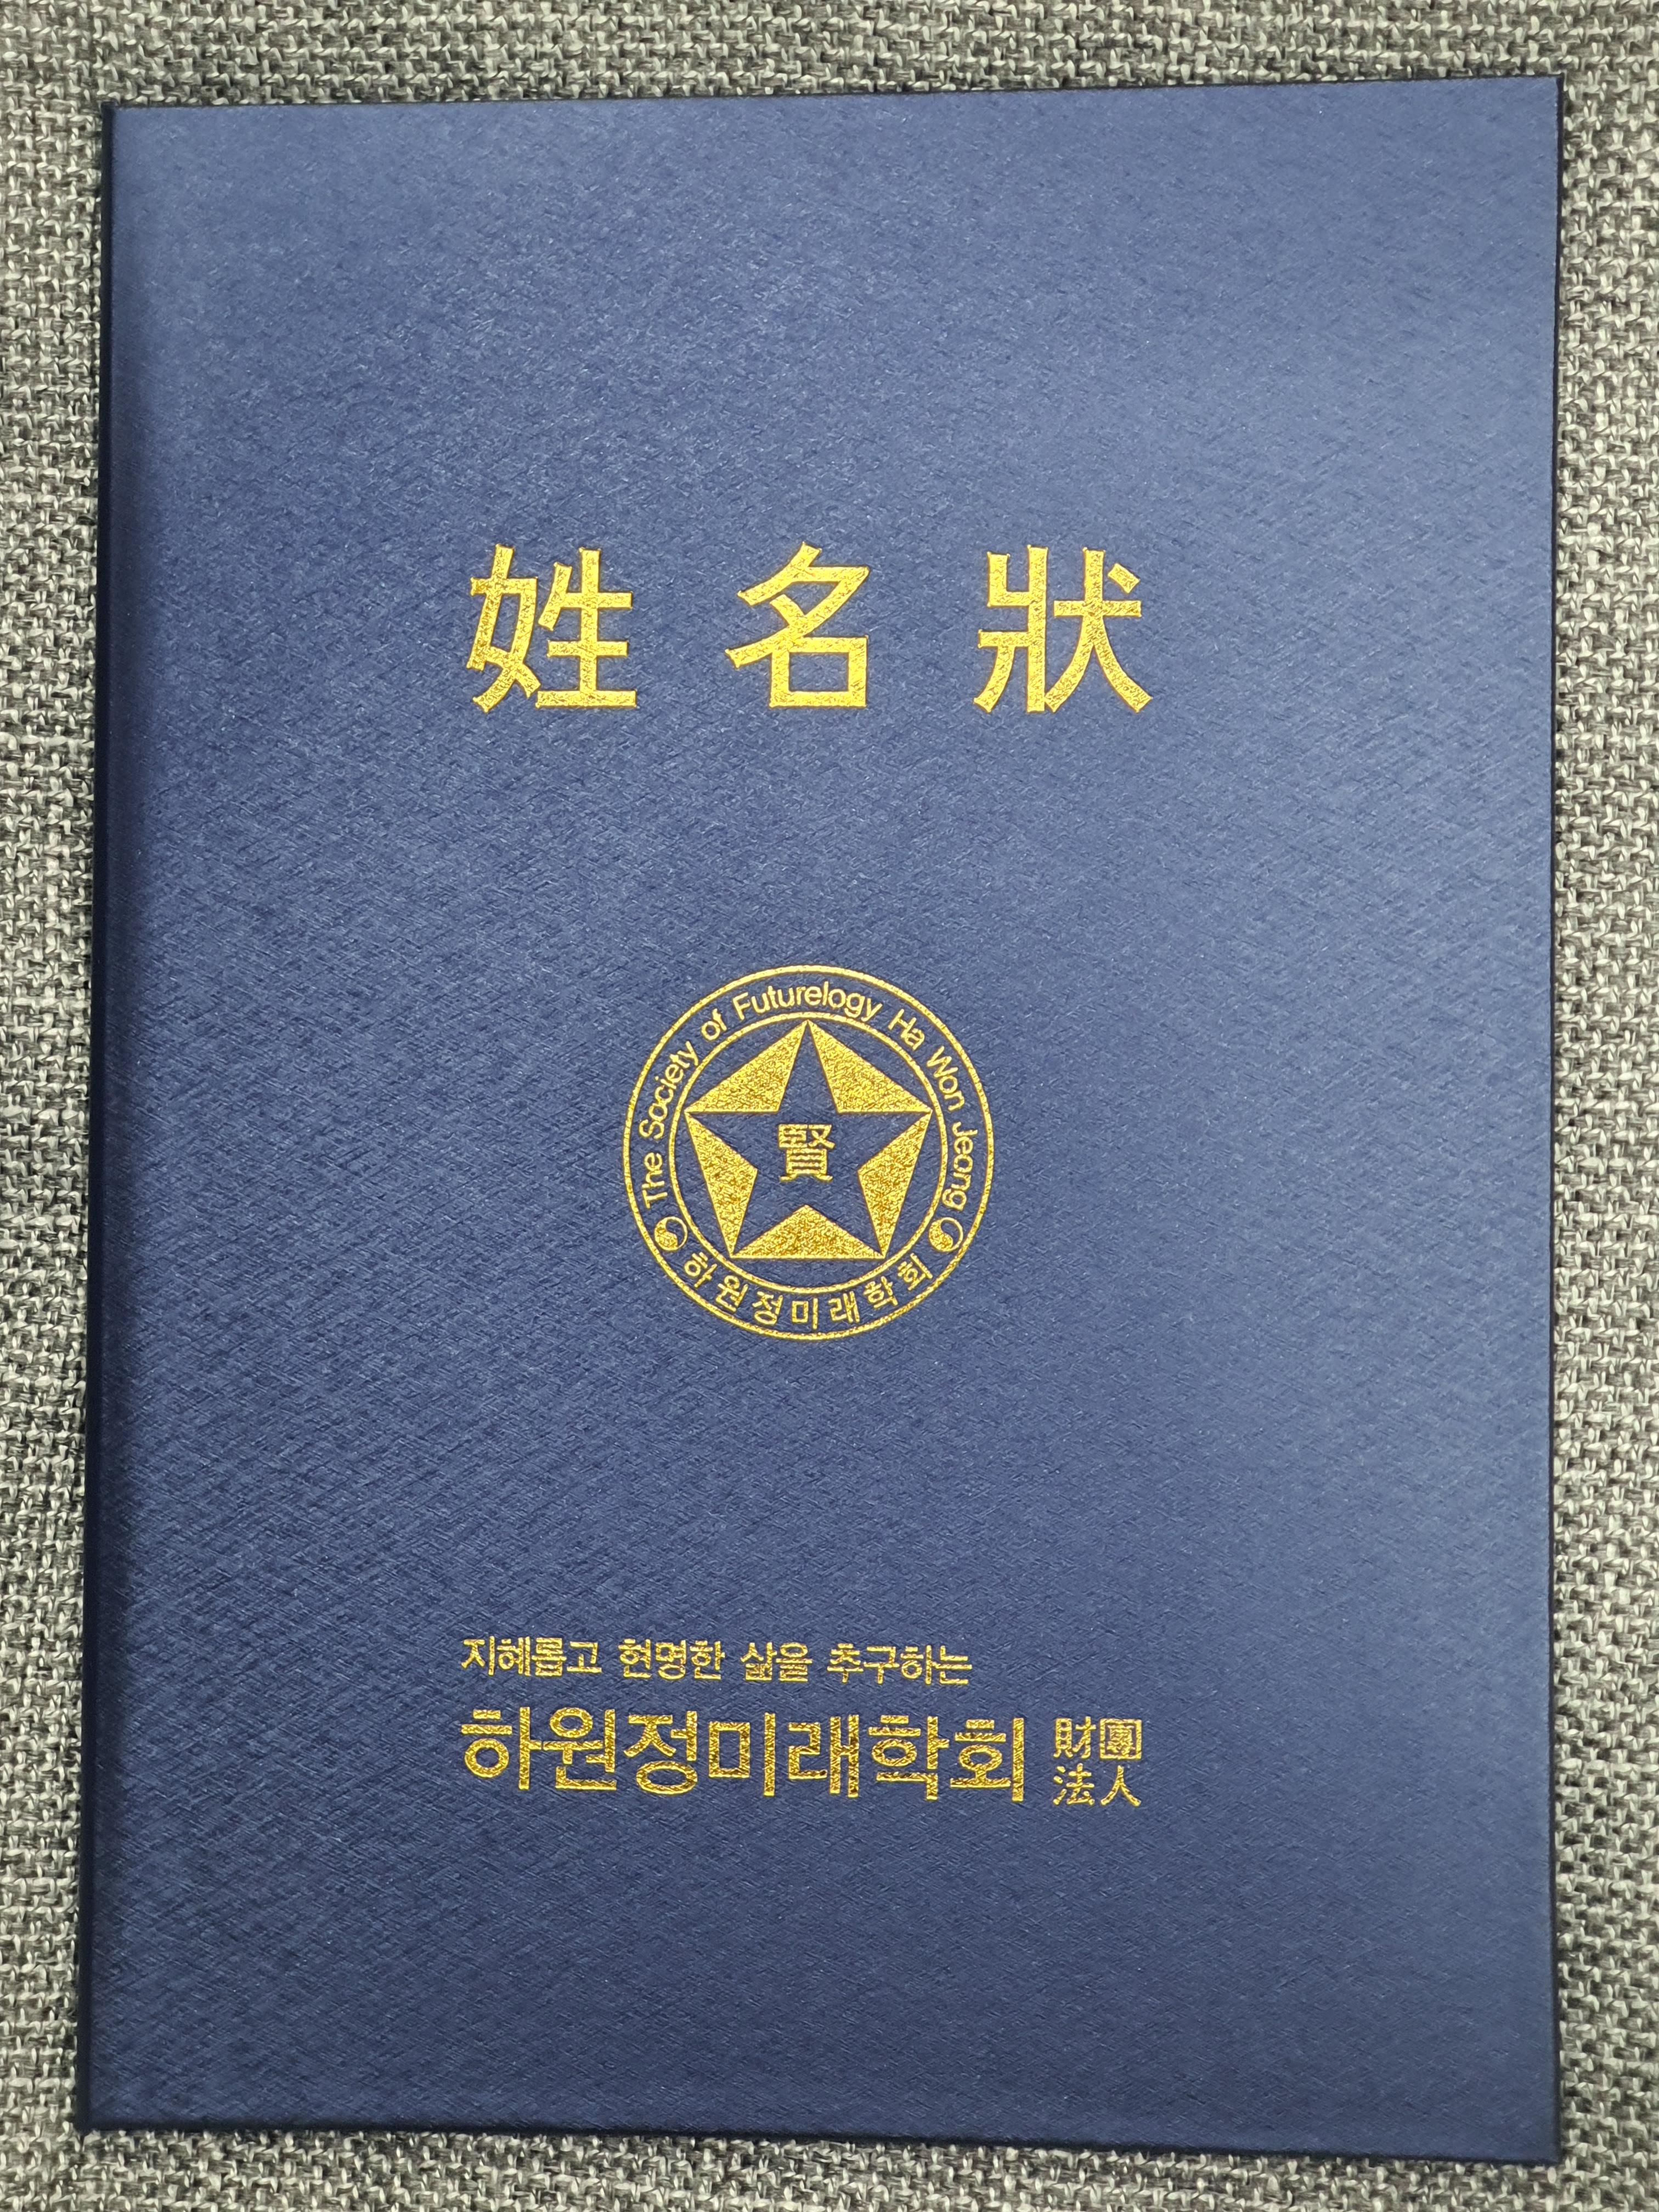 姓名狀
The Society of Futurelogy Ha Won Jeong
賢
하원정미래학회
지혜롭고 현명한 삶을 추구하는
하원정미래학회 財團法人